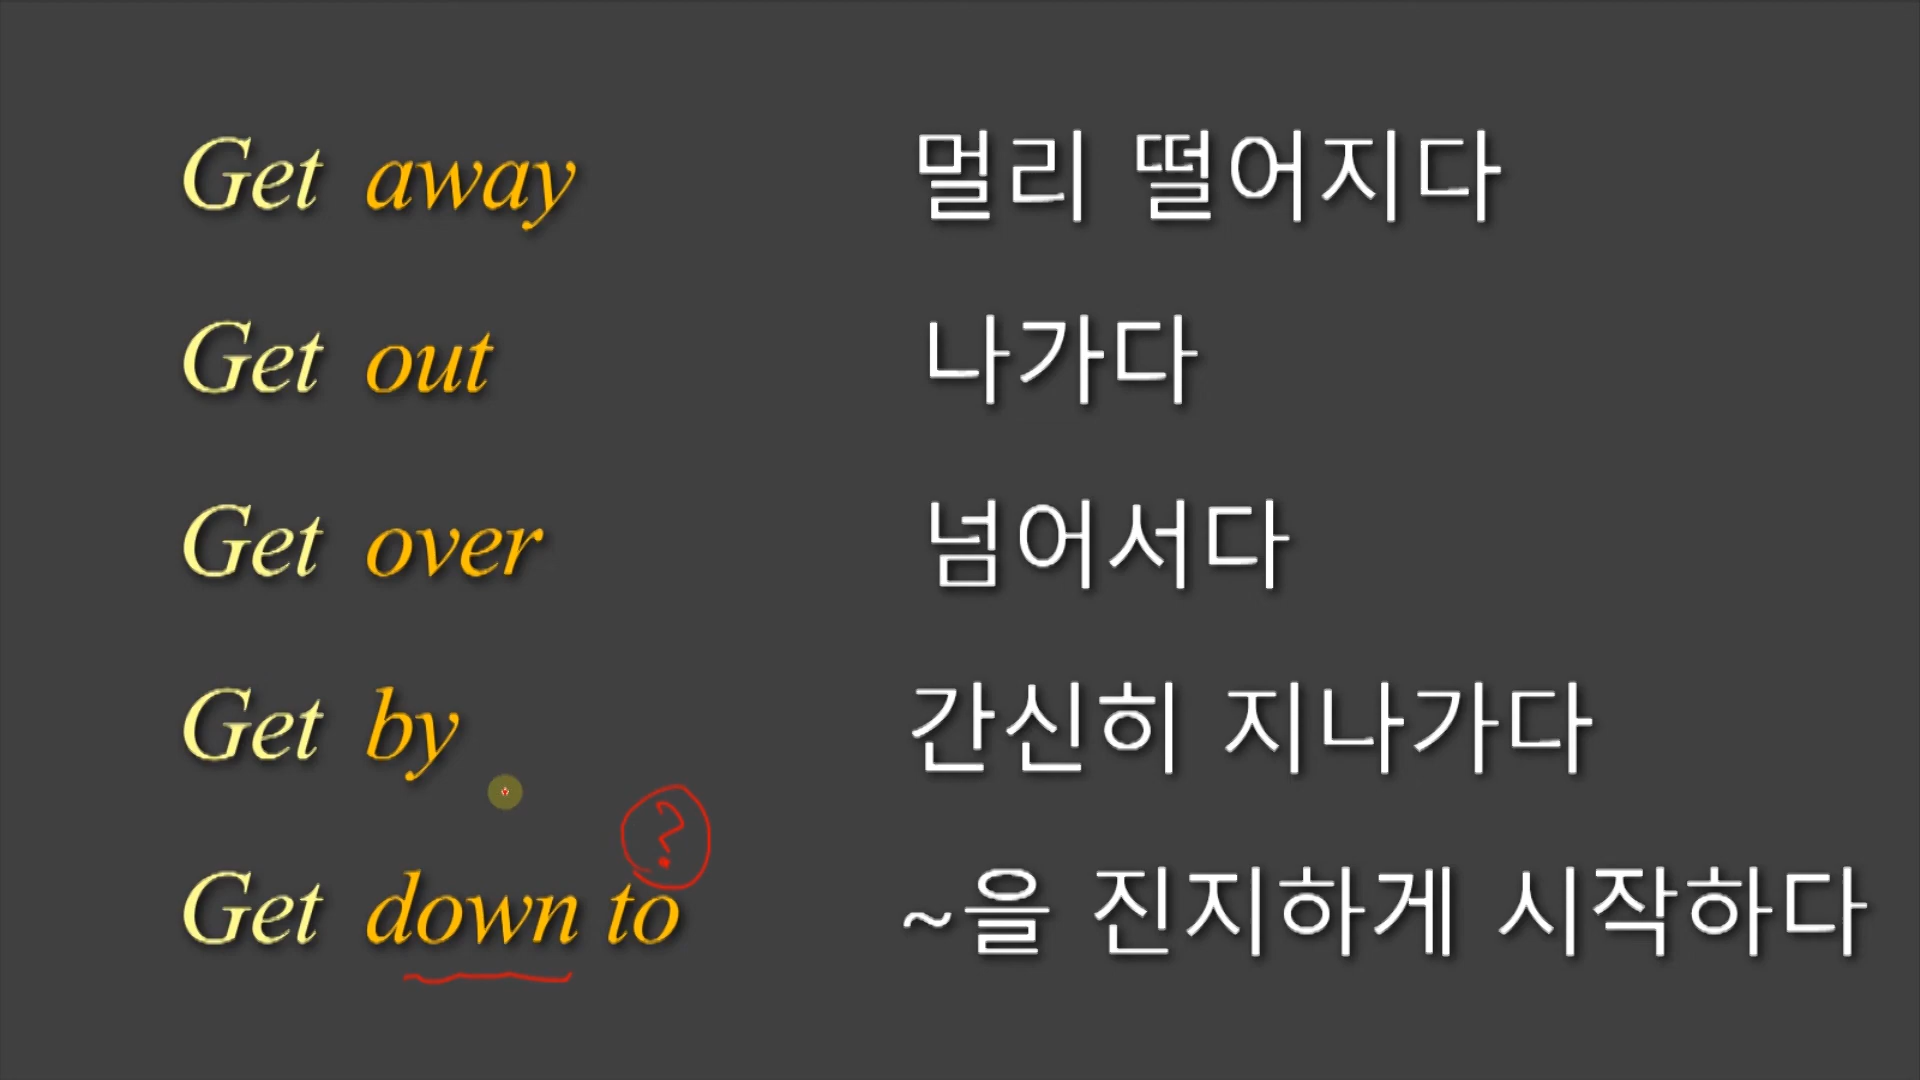 Get away 멀리 떨어지다
Get out 나가다
Get over 넘어서다
Get by 간신히 지나가다
?
Get down to ~을 진지하게 시작하다